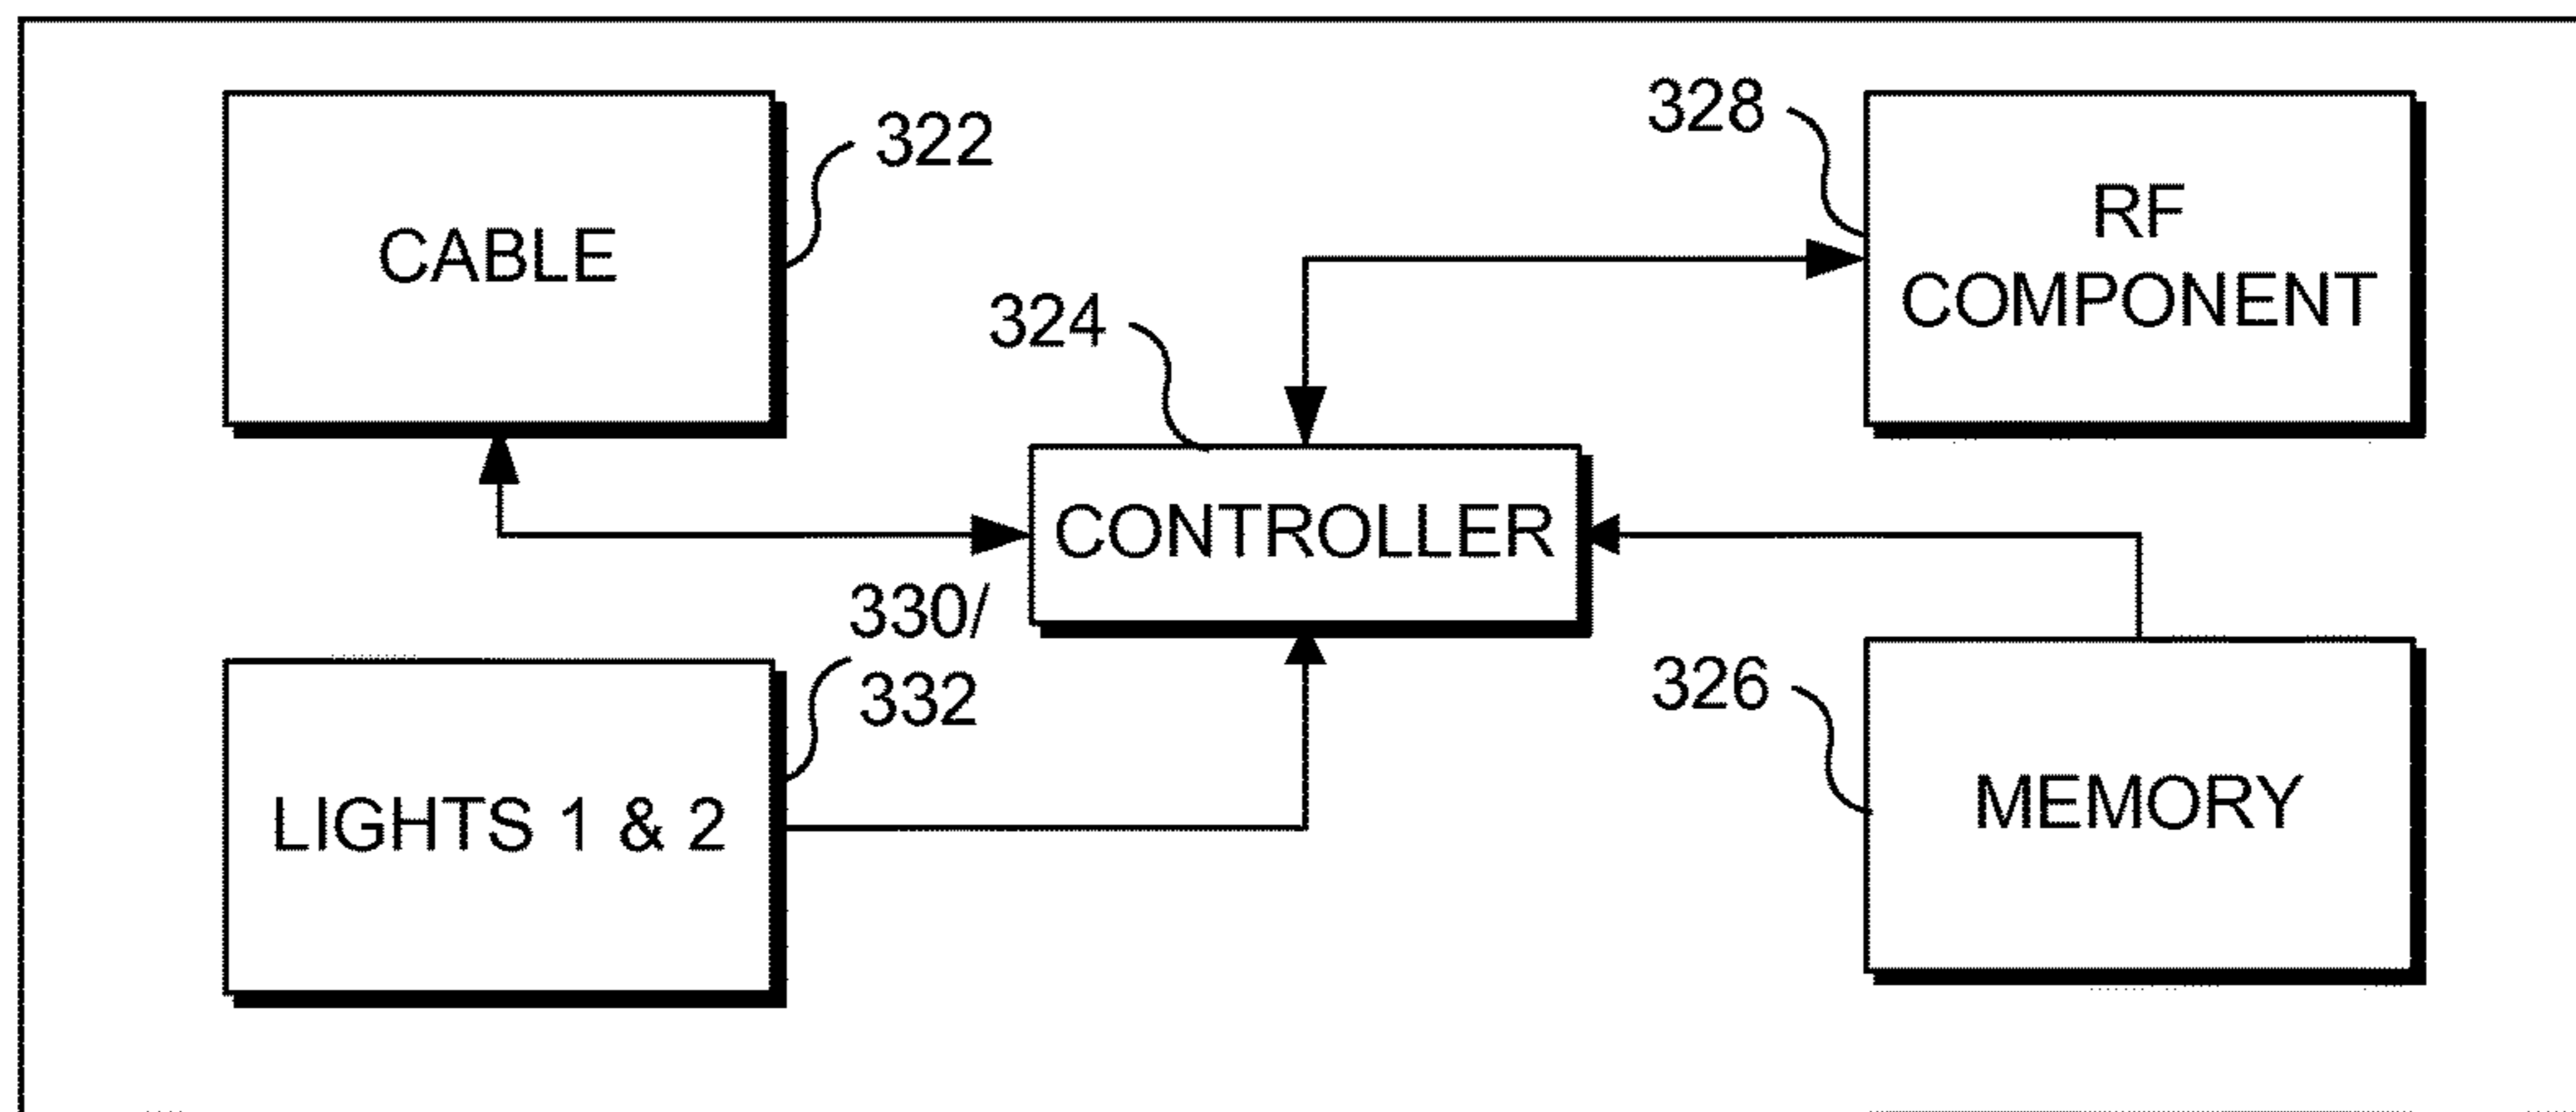 322
328
CABLE
RF
COMPONENT
324
CONTROLLER
330/
332
326
LIGHTS 1 & 2
MEMORY